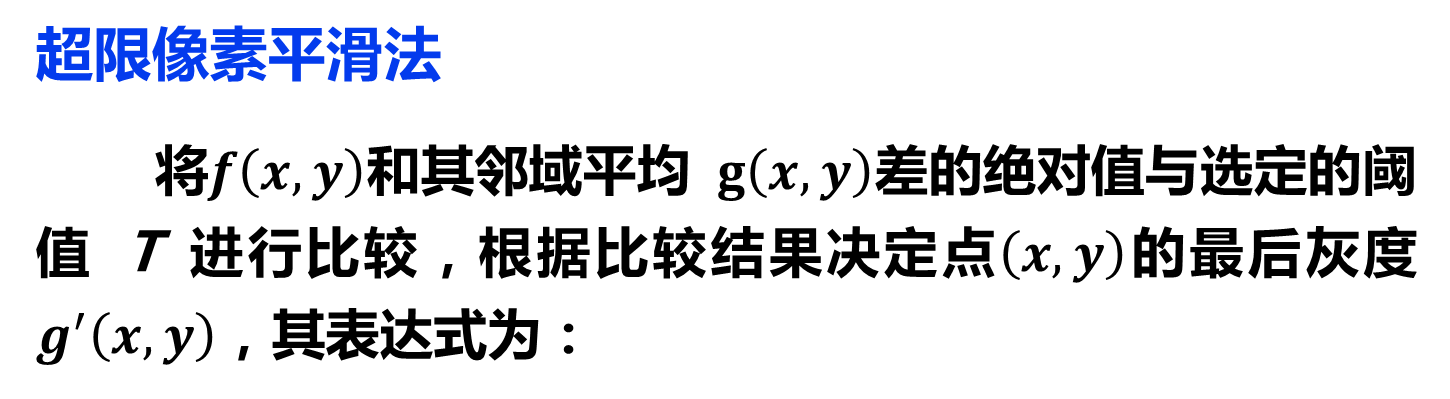 超限像素平滑法
将f(x,y)和其邻域平均 g(x,y)差的绝对值与选定的阈
值 T 进行比较，根据比较结果决定点(x,y)的最后灰度
g′(x,y)，其表达式为：